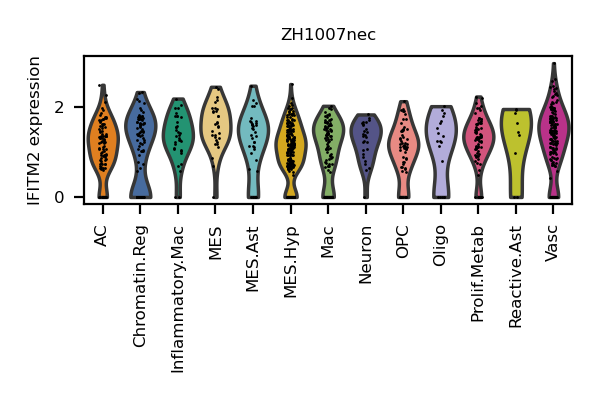 ZH1007nec
IFITM2 expression
2
0
AC
Chromatin.Reg
Inflammatory.Mac
MES
MES.Ast
MES.Hyp
Mac
Neuron
OPC
Oligo
Prolif.Metab
Reactive.Ast
Vasc